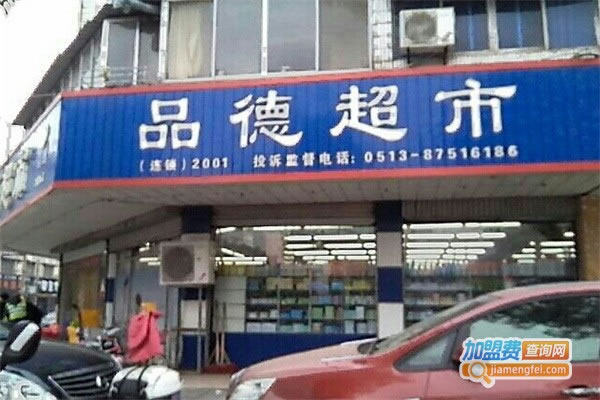 品德超市
(连锁)2001 投诉监督电话:0513-87516186
加盟费查询网
jiamengfei.com